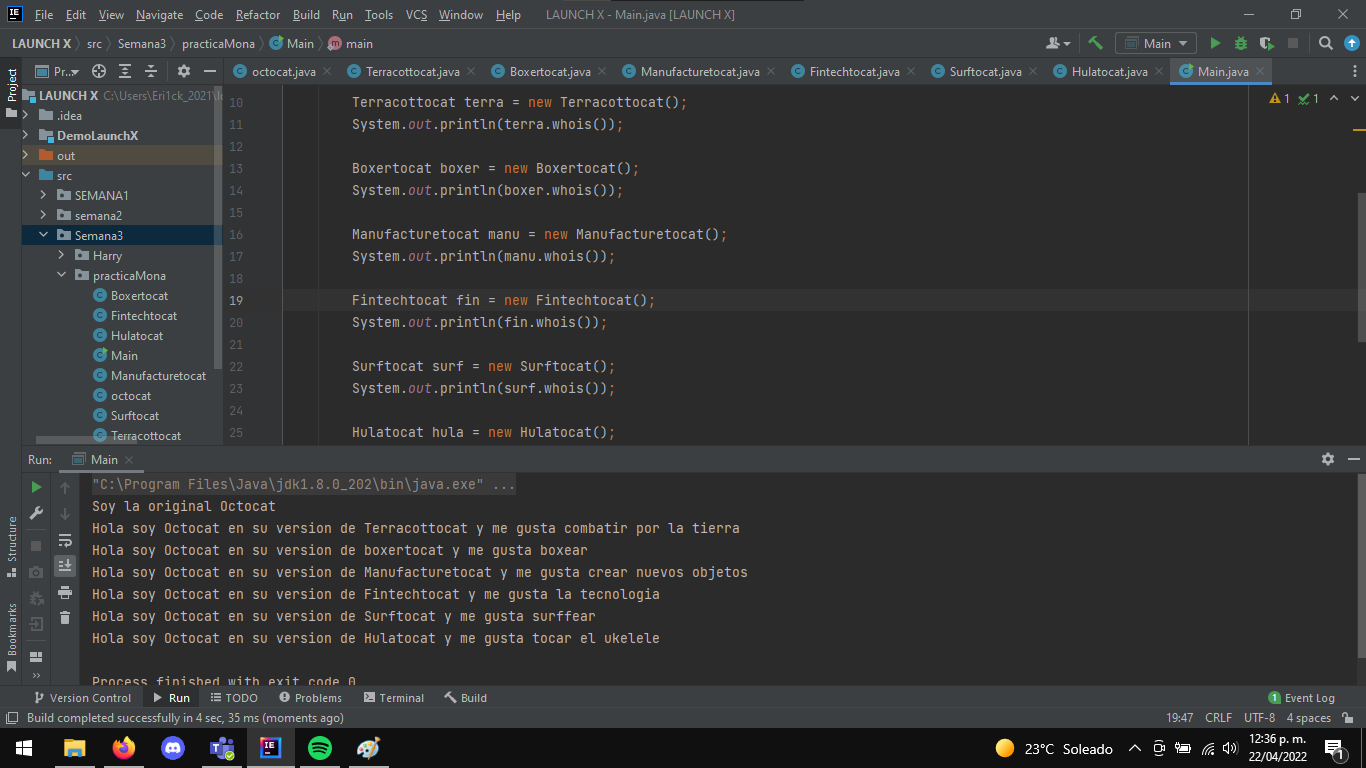 File Edit View Navigate Code Refactor Build Run Tools VCS Window Help LAUNCH X - Main.java [LAUNCH X]
LAUNCH X src Semana3 practicaMona Main main Main
Project
Pr... octocat.java Terracottocat.java Boxertocat.java Manufacturetocat.java Fintechtocat.java Surftocat.java Hulatocat.java Main.java
LAUNCH X C:\Users\Eri1ck_2021\
.idea
DemoLaunchX
out
src
SEMANA1
semana2
Semana3
Harry
practicaMona
Boxertocat
Fintechtocat
Hulatocat
Main
Manufacturetocat
octocat
Surftocat
Terracottocat
1 1
10 Terracottocat terra = new Terracottocat();
11 System.out.println(terra.whois());
12
13 Boxertocat boxer = new Boxertocat();
14 System.out.println(boxer.whois());
15
16 Manufacturetocat manu = new Manufacturetocat();
17 System.out.println(manu.whois());
18
19 Fintechtocat fin = new Fintechtocat();
20 System.out.println(fin.whois());
21
22 Surftocat surf = new Surftocat();
23 System.out.println(surf.whois());
24
25 Hulatocat hula = new Hulatocat();
Run: Main
"C:\Program Files\Java\jdk1.8.0_202\bin\java.exe" ...
Soy la original Octocat
Hola soy Octocat en su version de Terracottocat y me gusta combatir por la tierra
Hola soy Octocat en su version de boxertocat y me gusta boxear
Hola soy Octocat en su version de Manufacturetocat y me gusta crear nuevos objetos
Hola soy Octocat en su version de Fintechtocat y me gusta la tecnologia
Hola soy Octocat en su version de Surftocat y me gusta surffear
Hola soy Octocat en su version de Hulatocat y me gusta tocar el ukelele
Process finished with exit code 0
Structure
Bookmarks
Version Control Run TODO Problems Terminal Build 1 Event Log
Build completed successfully in 4 sec, 35 ms (moments ago) 19:47 CRLF UTF-8 4 spaces
23°C Soleado 12:36 p. m.
22/04/2022
1